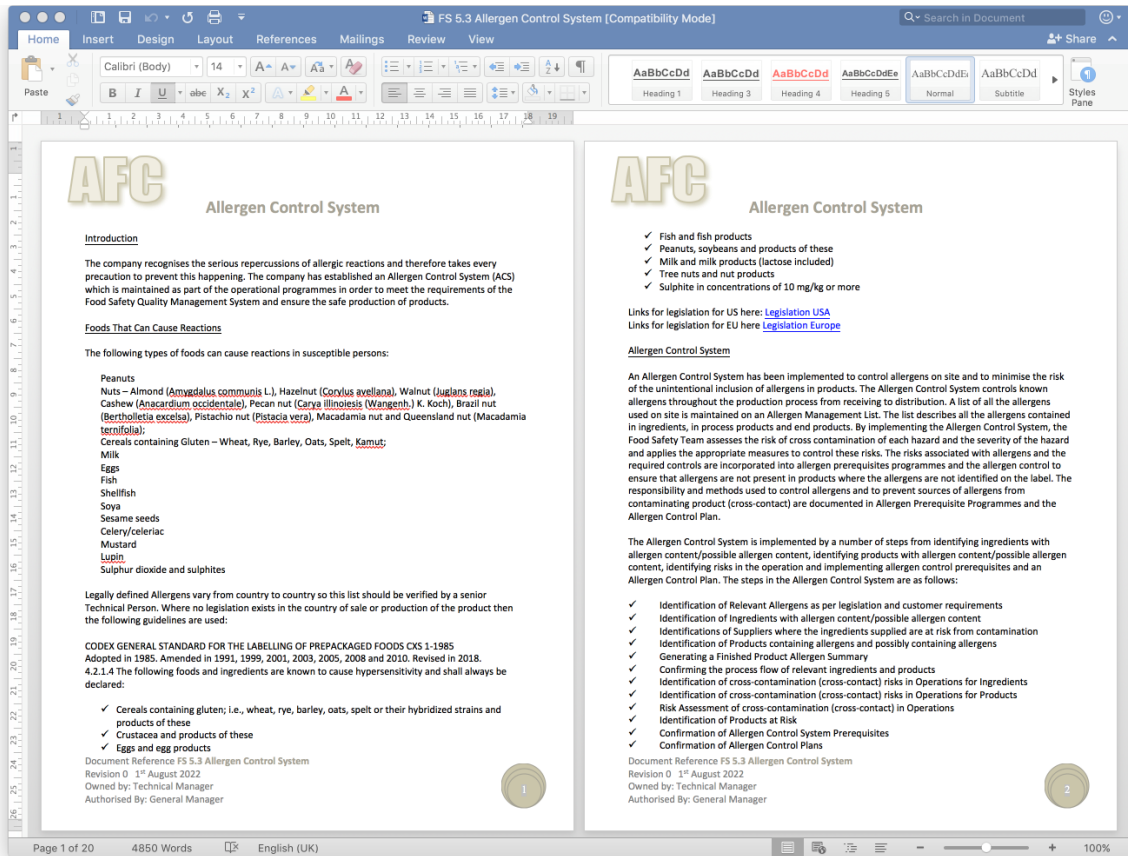 FS 5.3 Allergen Control System [Compatibility Mode]
Search in Document
Home Insert Design Layout References Mailings Review View
Share
Paste
Calibri (Body) 14
AaBbCcDd AaBbCcDd AaBbCcDd AaBbCcDdEe AaBbCcDdEe AaBbCcDd
Heading 1 Heading 3 Heading 4 Heading 5 Normal Subtitle
Styles Pane
AFC
Allergen Control System
Introduction
The company recognises the serious repercussions of allergic reactions and therefore takes every
precaution to prevent this happening. The company has established an Allergen Control System (ACS)
which is maintained as part of the operational programmes in order to meet the requirements of the
Food Safety Quality Management System and ensure the safe production of products.
Foods That Can Cause Reactions
The following types of foods can cause reactions in susceptible persons:
Peanuts
Nuts – Almond (Amygdalus communis L.), Hazelnut (Corylus avellana), Walnut (Juglans regia),
Cashew (Anacardium occidentale), Pecan nut (Carya illinoiesis (Wangenh.) K. Koch), Brazil nut
(Bertholletia excelsa), Pistachio nut (Pistacia vera), Macadamia nut and Queensland nut (Macadamia
ternifolia);
Cereals containing Gluten – Wheat, Rye, Barley, Oats, Spelt, Kamut;
Milk
Eggs
Fish
Shellfish
Soya
Sesame seeds
Celery/celeriac
Mustard
Lupin
Sulphur dioxide and sulphites
Legally defined Allergens vary from country to country so this list should be verified by a senior
Technical Person. Where no legislation exists in the country of sale or production of the product then
the following guidelines are used:
CODEX GENERAL STANDARD FOR THE LABELLING OF PREPACKAGED FOODS CXS 1-1985
Adopted in 1985. Amended in 1991, 1999, 2001, 2003, 2005, 2008 and 2010. Revised in 2018.
4.2.1.4 The following foods and ingredients are known to cause hypersensitivity and shall always be
declared:
✓ Cereals containing gluten; i.e., wheat, rye, barley, oats, spelt or their hybridized strains and
products of these
✓ Crustacea and products of these
✓ Eggs and egg products
Document Reference FS 5.3 Allergen Control System
Revision 0 1st August 2022
Owned by: Technical Manager
Authorised By: General Manager
1
AFC
Allergen Control System
✓ Fish and fish products
✓ Peanuts, soybeans and products of these
✓ Milk and milk products (lactose included)
✓ Tree nuts and nut products
✓ Sulphite in concentrations of 10 mg/kg or more
Links for legislation for US here: Legislation USA
Links for legislation for EU here Legislation Europe
Allergen Control System
An Allergen Control System has been implemented to control allergens on site and to minimise the risk
of the unintentional inclusion of allergens in products. The Allergen Control System controls known
allergens throughout the production process from receiving to distribution. A list of all the allergens
used on site is maintained on an Allergen Management List. The list describes all the allergens contained
in ingredients, in process products and end products. By implementing the Allergen Control System, the
Food Safety Team assesses the risk of cross contamination of each hazard and the severity of the hazard
and applies the appropriate measures to control these risks. The risks associated with allergens and the
required controls are incorporated into allergen prerequisites programmes and the allergen control to
ensure that allergens are not present in products where the allergens are not identified on the label. The
responsibility and methods used to control allergens and to prevent sources of allergens from
contaminating product (cross-contact) are documented in Allergen Prerequisite Programmes and the
Allergen Control Plan.
The Allergen Control System is implemented by a number of steps from identifying ingredients with
allergen content/possible allergen content, identifying products with allergen content/possible allergen
content, identifying risks in the operation and implementing allergen control prerequisites and an
Allergen Control Plan. The steps in the Allergen Control System are as follows:
✓ Identification of Relevant Allergens as per legislation and customer requirements
✓ Identification of Ingredients with allergen content/possible allergen content
✓ Identifications of Suppliers where the ingredients supplied are at risk from contamination
✓ Identification of Products containing allergens and possibly containing allergens
✓ Generating a Finished Product Allergen Summary
✓ Confirming the process flow of relevant ingredients and products
✓ Identification of cross-contamination (cross-contact) risks in Operations for Ingredients
✓ Identification of cross-contamination (cross-contact) risks in Operations for Products
✓ Risk Assessment of cross-contamination (cross-contact) in Operations
✓ Identification of Products at Risk
✓ Confirmation of Allergen Control System Prerequisites
✓ Confirmation of Allergen Control Plans
Document Reference FS 5.3 Allergen Control System
Revision 0 1st August 2022
Owned by: Technical Manager
Authorised By: General Manager
2
Page 1 of 20 4850 Words English (UK) 100%